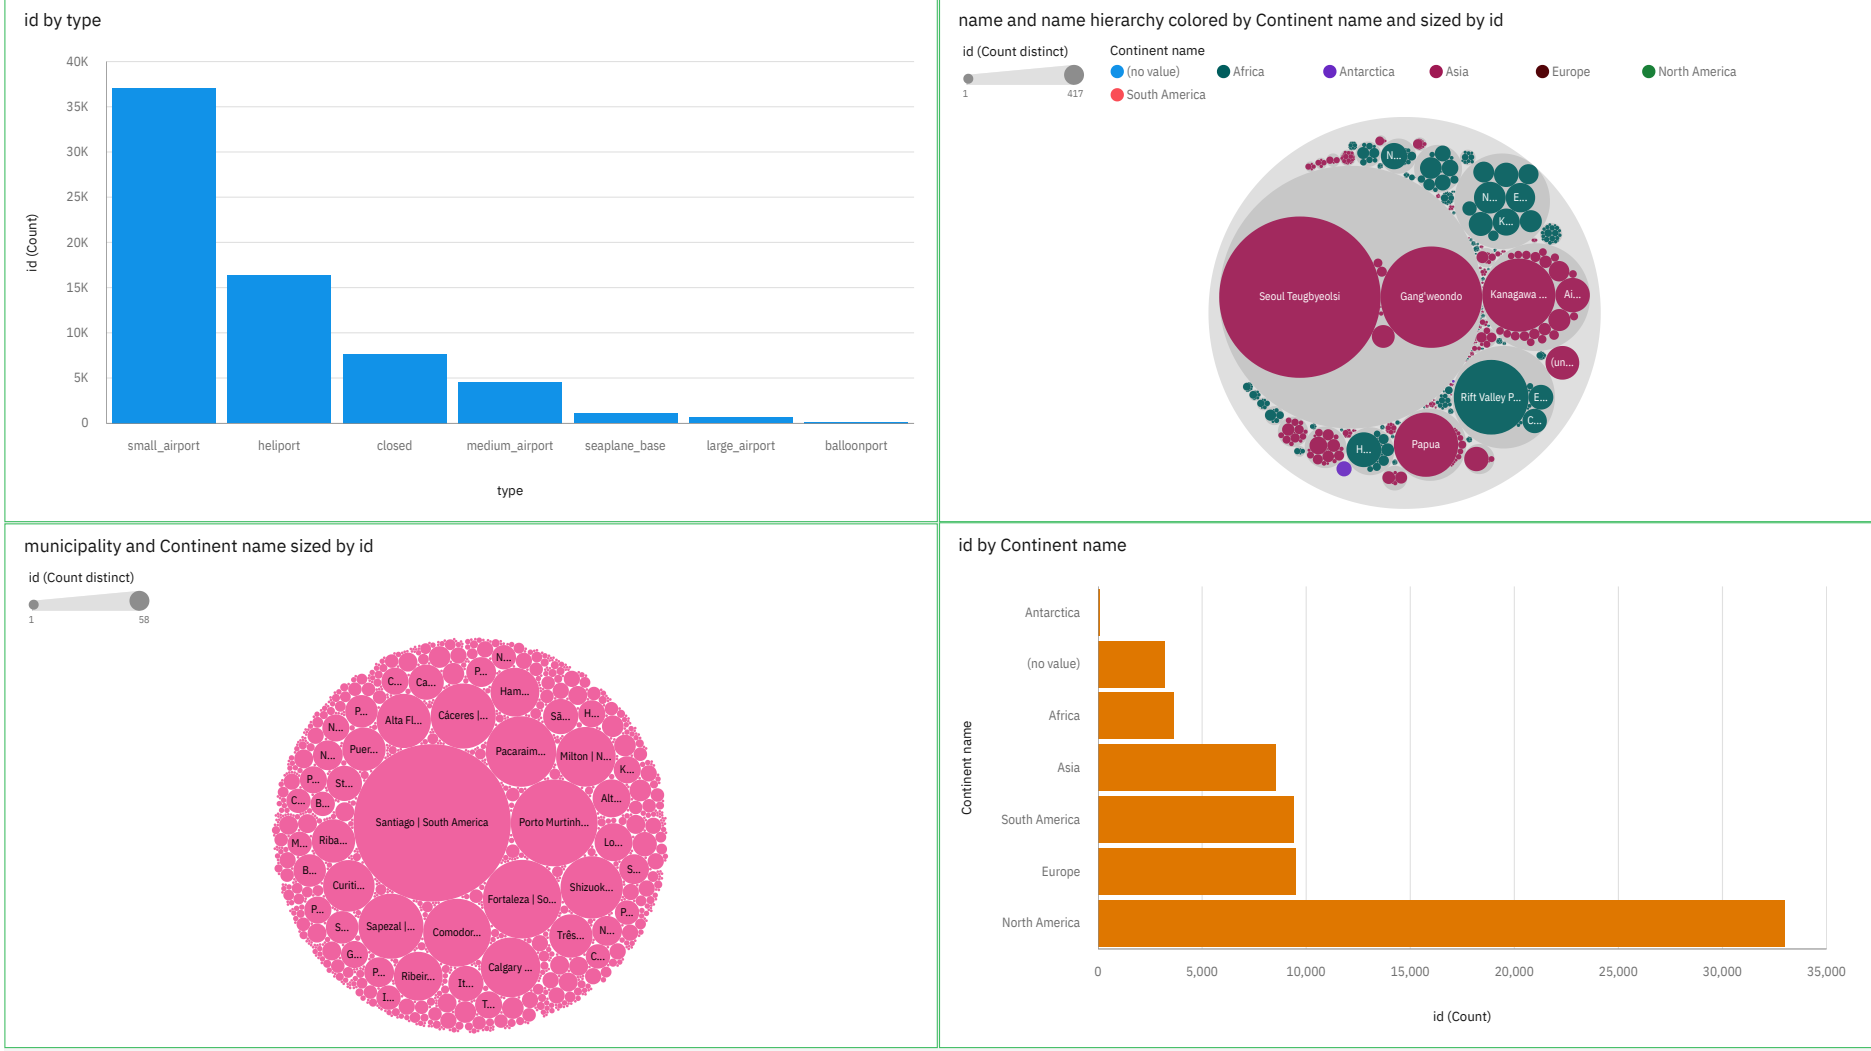 id by type
40K
35K
30K
25K
20K
15K
10K
5K
0
id (Count)
small_airport
heliport
closed
medium_airport
seaplane_base
large_airport
balloonport
type
name and name hierarchy colored by Continent name and sized by id
id (Count distinct)
1
417
Continent name
(no value)
Africa
Antarctica
Asia
Europe
North America
South America
N...
N...
E...
K...
Seoul Teugbyeolsi
Gang'weondo
Kanagawa ...
Ai...
(un...
Rift Valley P...
E...
C...
Papua
H...
municipality and Continent name sized by id
id (Count distinct)
1
58
N...
P...
C...
Ca...
Ham...
P...
Alta Fl...
Cáceres |...
Sã...
H...
N...
Puer...
Pacaraim...
Milton | N...
N...
K...
P...
St...
C...
B...
Alt...
Santiago | South America
Porto Murtinh...
M...
Riba...
Lo...
B...
S...
Curiti...
Fortaleza | So...
Shizuok...
P...
P...
S...
Sapezal |...
Comodor...
Três...
N...
G...
C...
P...
Ribeir...
Calgary ...
It...
I...
T...
id by Continent name
Continent name
Antarctica
(no value)
Africa
Asia
South America
Europe
North America
0
5,000
10,000
15,000
20,000
25,000
30,000
35,000
id (Count)